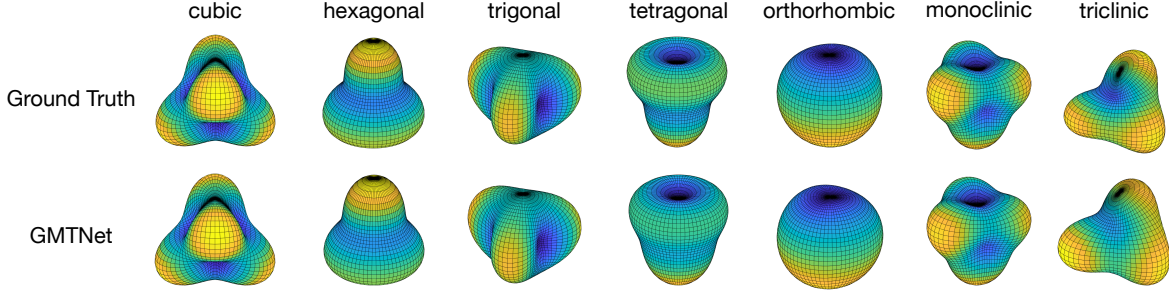 cubic hexagonal trigonal tetragonal orthorhombic monoclinic triclinic
Ground Truth
GMTNet